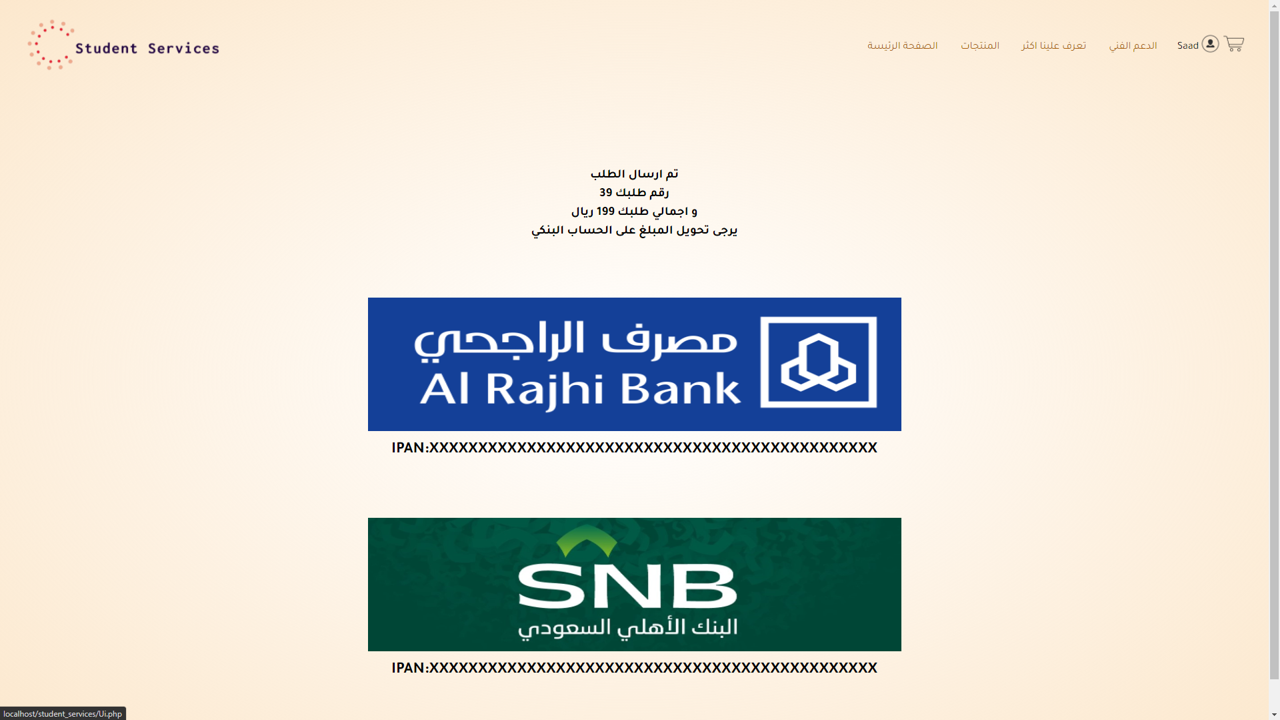 Student Services
الصفحة الرئيسة
المنتجات
تعرف علينا اكثر
الدعم الفني
Saad
تم ارسال الطلب
رقم طلبك 39
و اجمالي طلبك 199 ريال
يرجى تحويل المبلغ على الحساب البنكي
مصرف الراجحي
Al Rajhi Bank
IPAN:XXXXXXXXXXXXXXXXXXXXXXXXXXXXXXXXXXXXXXXXXXXXXX
SNB
البنك الأهلي السعودي
IPAN:XXXXXXXXXXXXXXXXXXXXXXXXXXXXXXXXXXXXXXXXXXXXXX
localhost/student_services/Ui.php